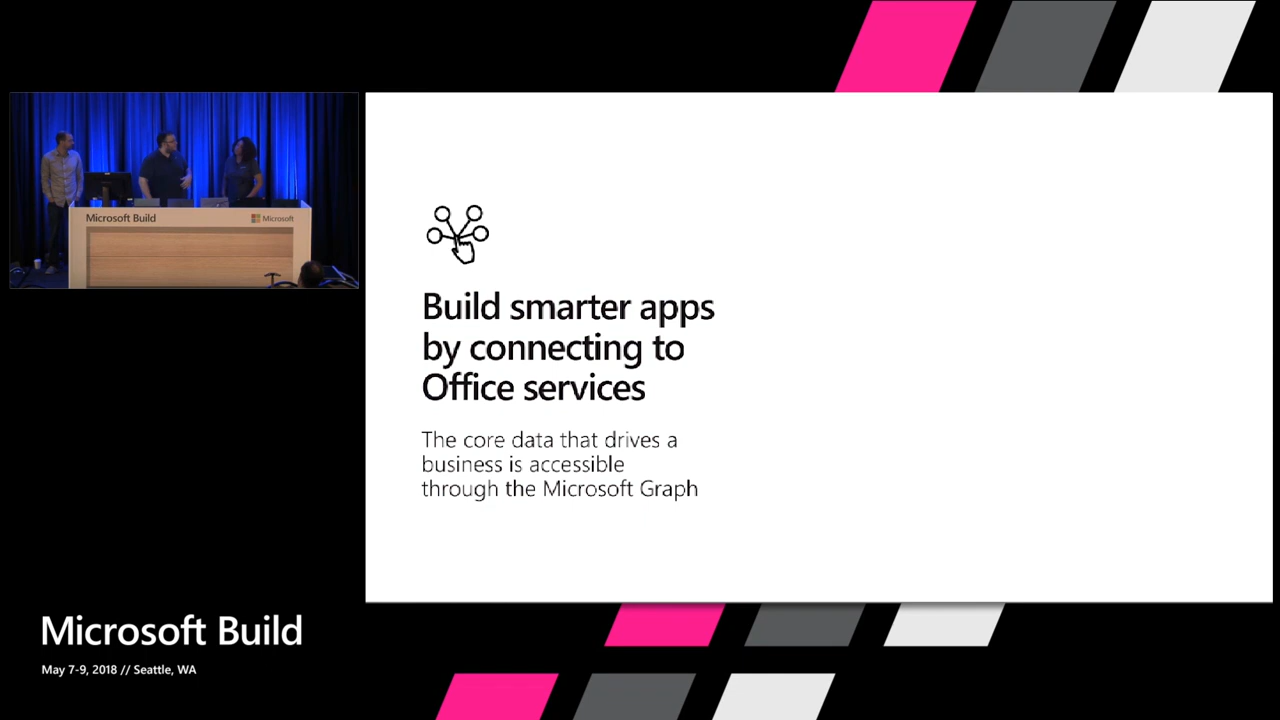 Microsoft Build
Microsoft
Build smarter apps
by connecting to
Office services
The core data that drives a
business is accessible
through the Microsoft Graph
Microsoft Build
May 7-9, 2018 // Seattle, WA